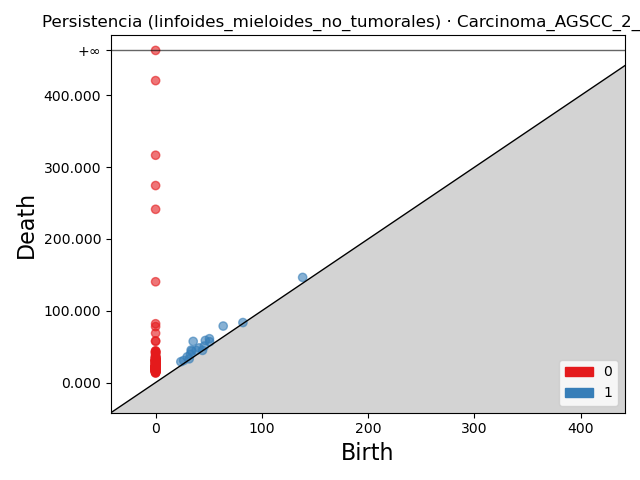 Persistencia (linfoides_mieloides_no_tumorales) · Carcinoma_AGSCC_2_
+∞
400.000
300.000
200.000
100.000
0.000
Death
0
1
0 100 200 300 400
Birth